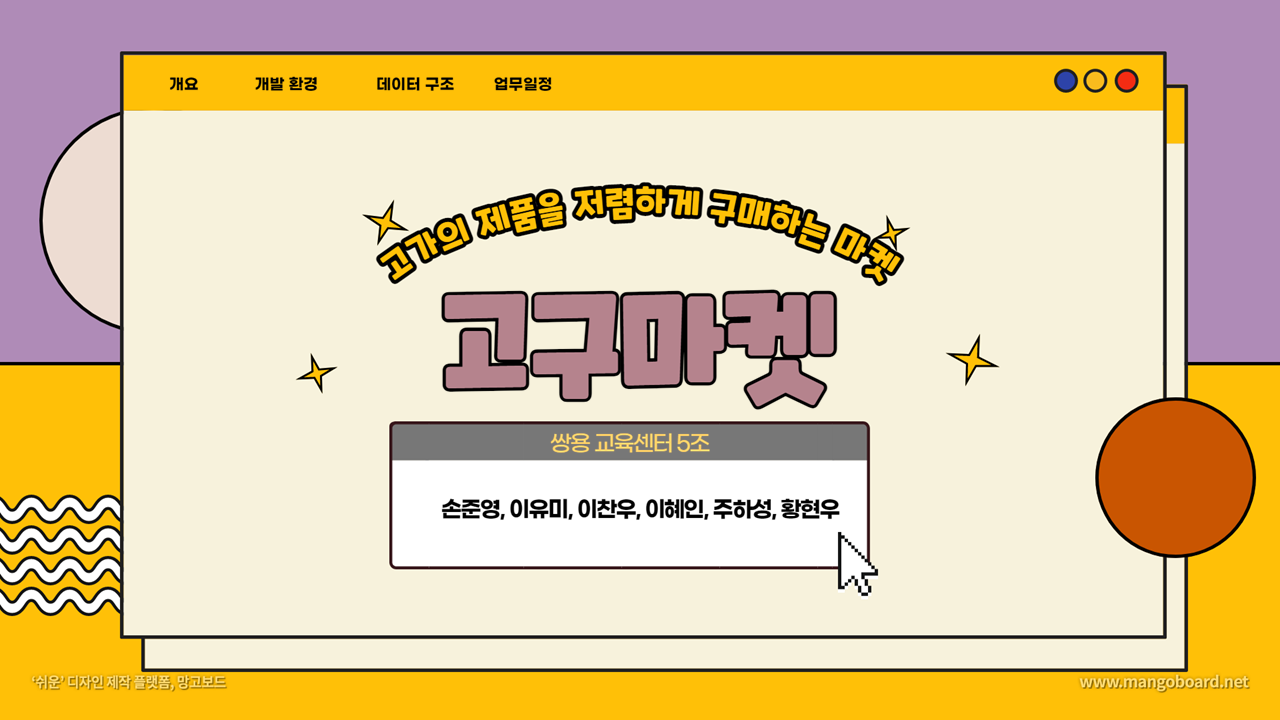 개요 개발 환경 데이터 구조 업무일정
고가의 제품을 저렴하게 구매하는 마켓
고구마켓
쌍용 교육센터 5조
손준영, 이유미, 이찬우, 이혜인, 주하성, 황현우
‘쉬운’ 디자인 제작 플랫폼, 망고보드
www.mangoboard.net